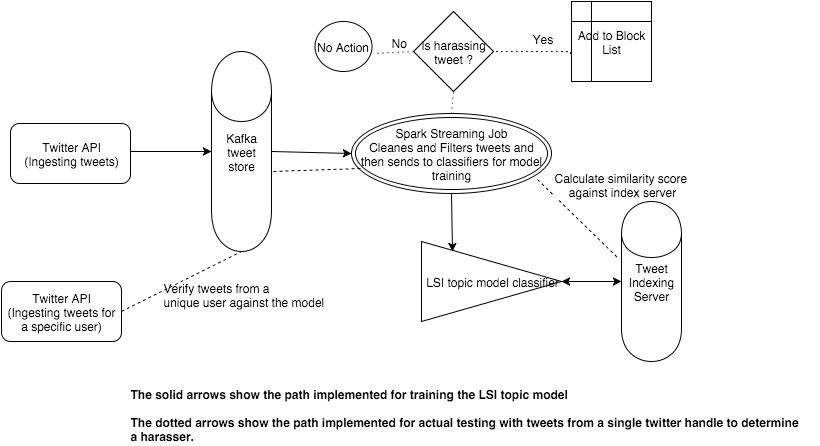 No Action
No
Is harassing
tweet ?
Yes
Add to Block
List
Twitter API
(Ingesting tweets)
Kafka
tweet
store
Spark Streaming Job
Cleanes and Filters tweets and
then sends to classifiers for model
training
Calculate similarity score
against index server
LSI topic model classifier
Tweet
Indexing
Server
Twitter API
(Ingesting tweets for
a specific user)
Verify tweets from a
unique user against the model
The solid arrows show the path implemented for training the LSI topic model
The dotted arrows show the path implemented for actual testing with tweets from a single twitter handle to determine
a harasser.